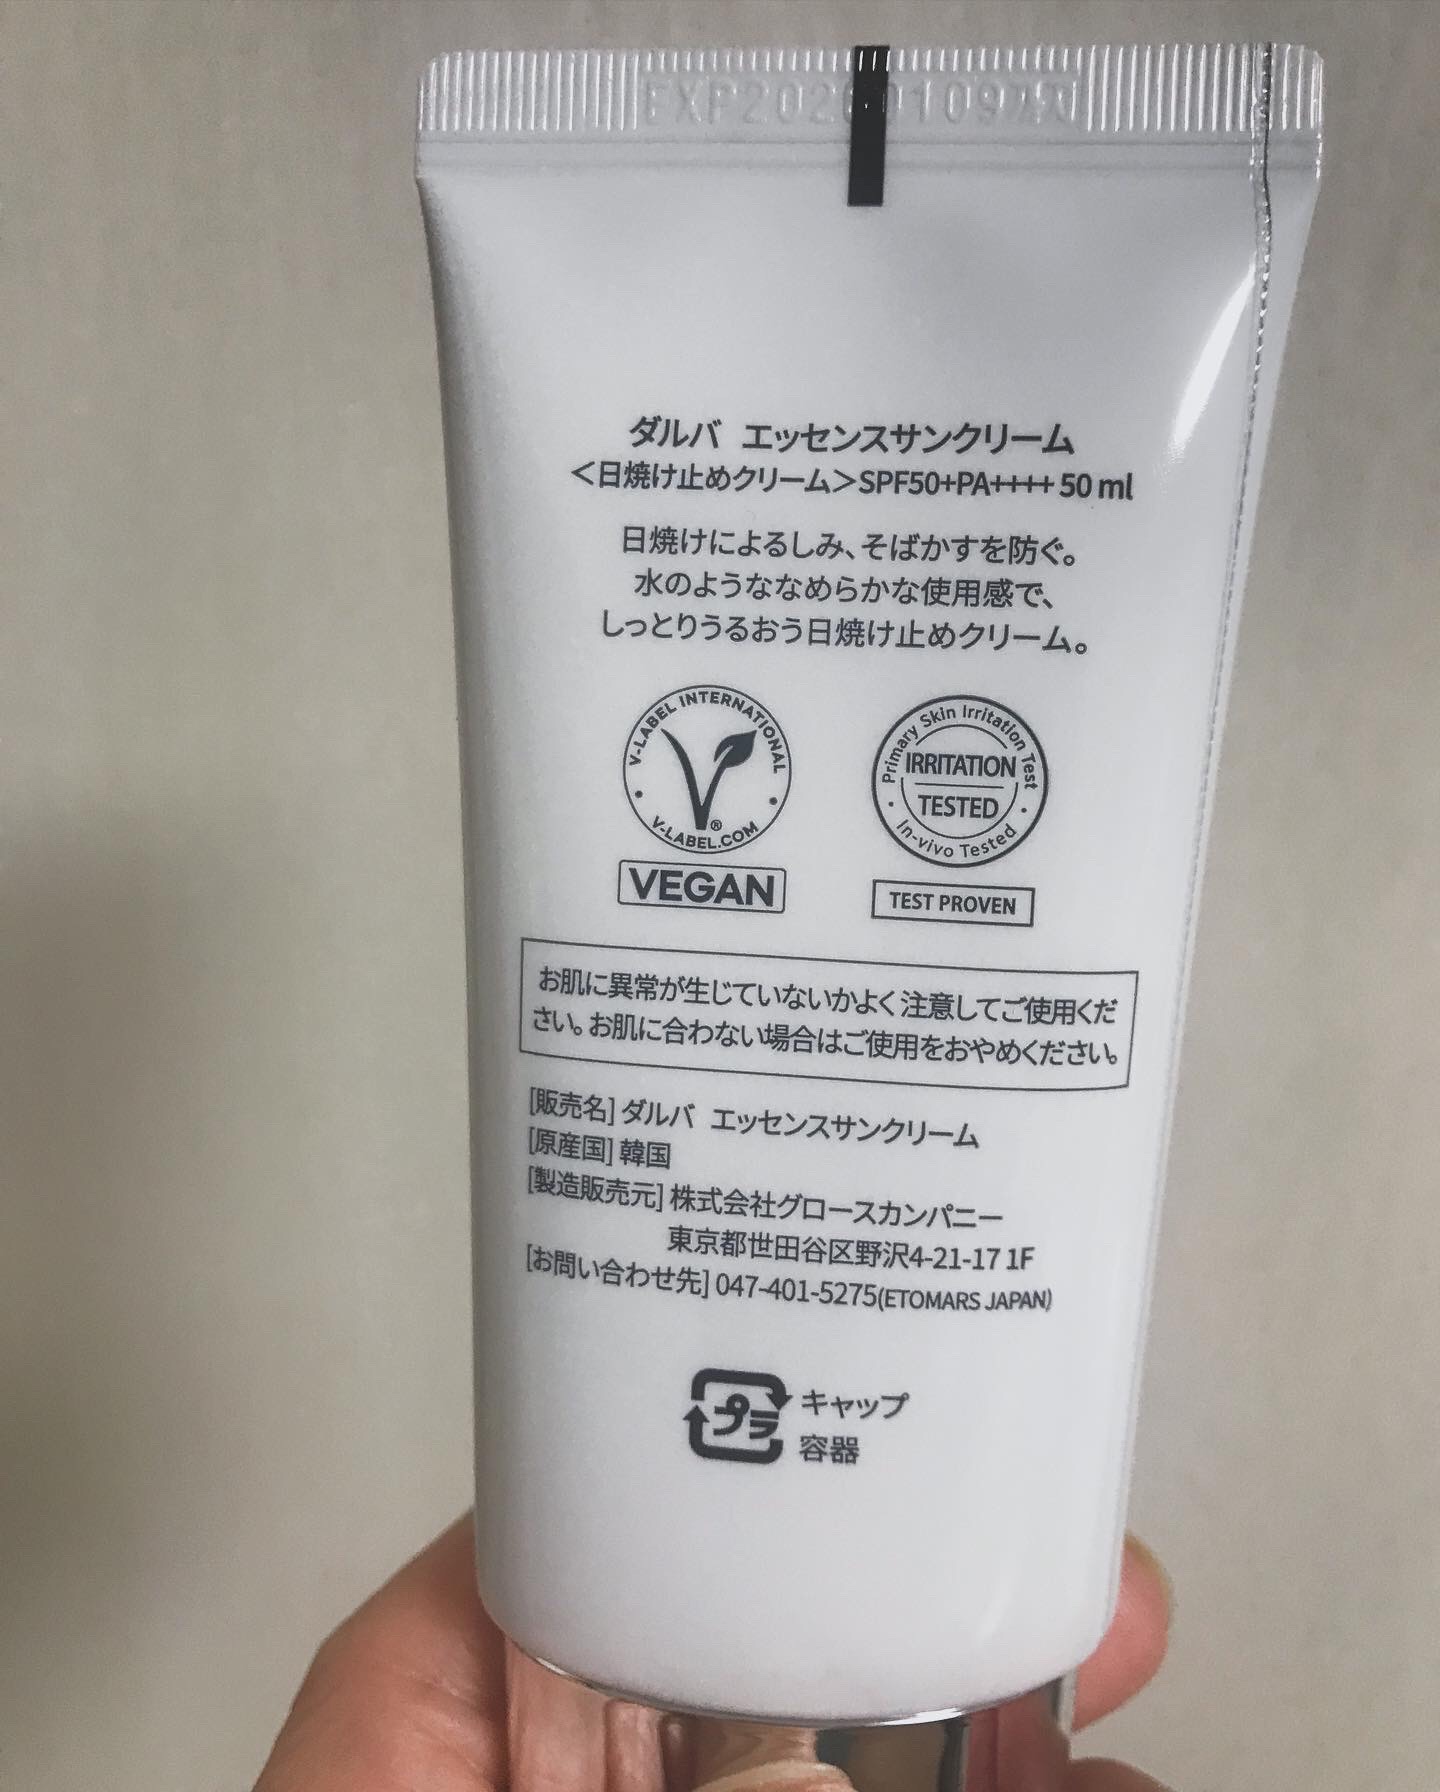 ダルバ エッセンスサンクリーム
＜日焼け止めクリーム＞SPF50+PA++++ 50 ml
日焼けによるしみ、そばかすを防ぐ。
水のようななめらかな使用感で、
しっとりうるおう日焼け止めクリーム。
V-LABEL INTERNATIONAL
V-LABEL.COM
VEGAN
Primary Skin Irritation Test
IRRITATION
TESTED
In-vivo Tested
TEST PROVEN
お肌に異常が生じていないかよく注意してご使用くだ
さい。お肌に合わない場合はご使用をおやめください。
[販売名] ダルバ エッセンスサンクリーム
[原産国] 韓国
[製造販売元] 株式会社グロースカンパニー
東京都世田谷区野沢4-21-17 1F
[お問い合わせ先] 047-401-5275(ETOMARS JAPAN)
プラ
キャップ
容器